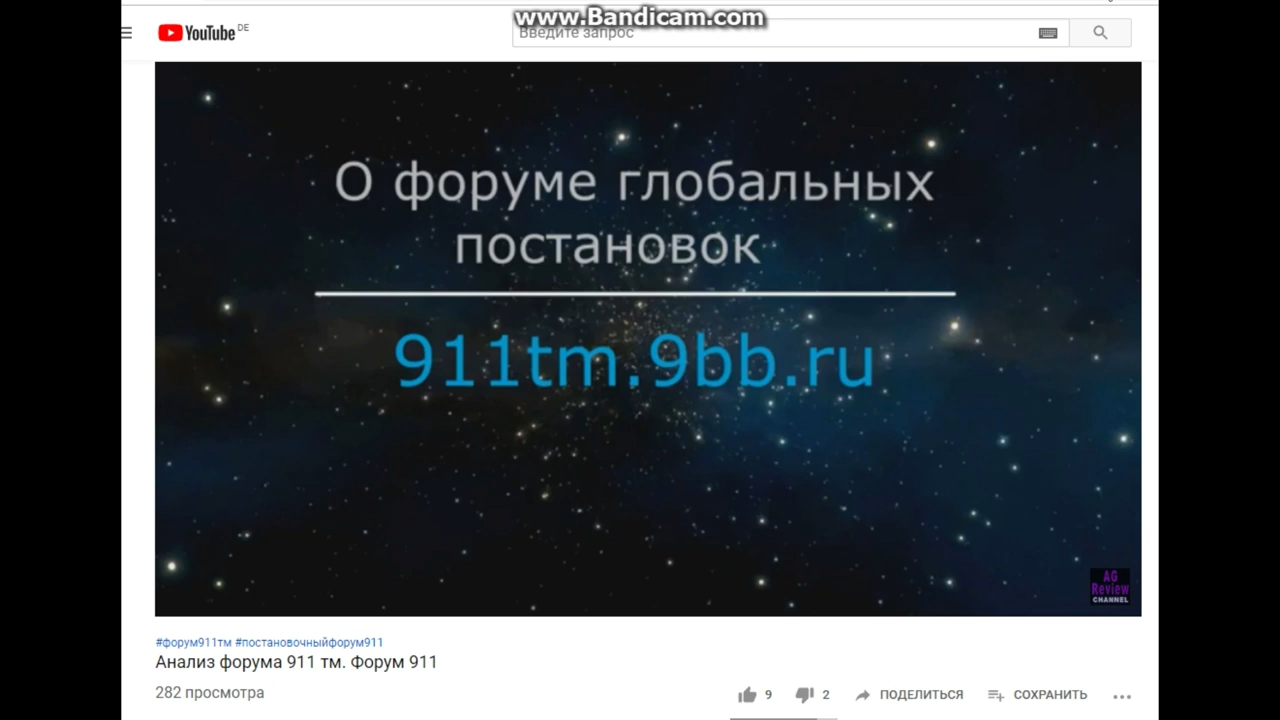 www.Bandicam.com
YouTube DE
Введите запрос
О форуме глобальных
постановок
911tm.9bb.ru
AG
Review
CHANNEL
#форум911тм #постановочныйфорум911
Анализ форума 911 тм. Форум 911
282 просмотра
9 2 ПОДЕЛИТЬСЯ СОХРАНИТЬ